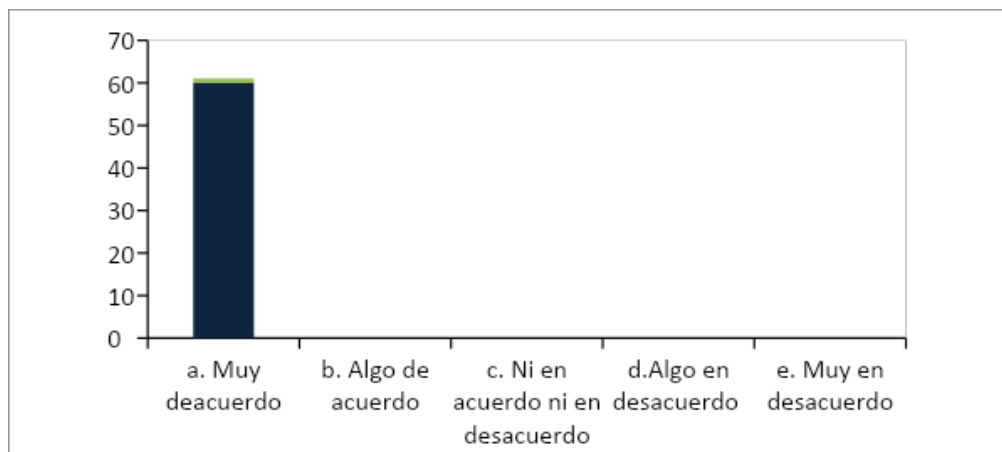 70
60
50
40
30
20
10
0
a. Muy
deacuerdo
b. Algo de
acuerdo
c. Ni en
acuerdo ni en
desacuerdo
d.Algo en
desacuerdo
e. Muy en
desacuerdo